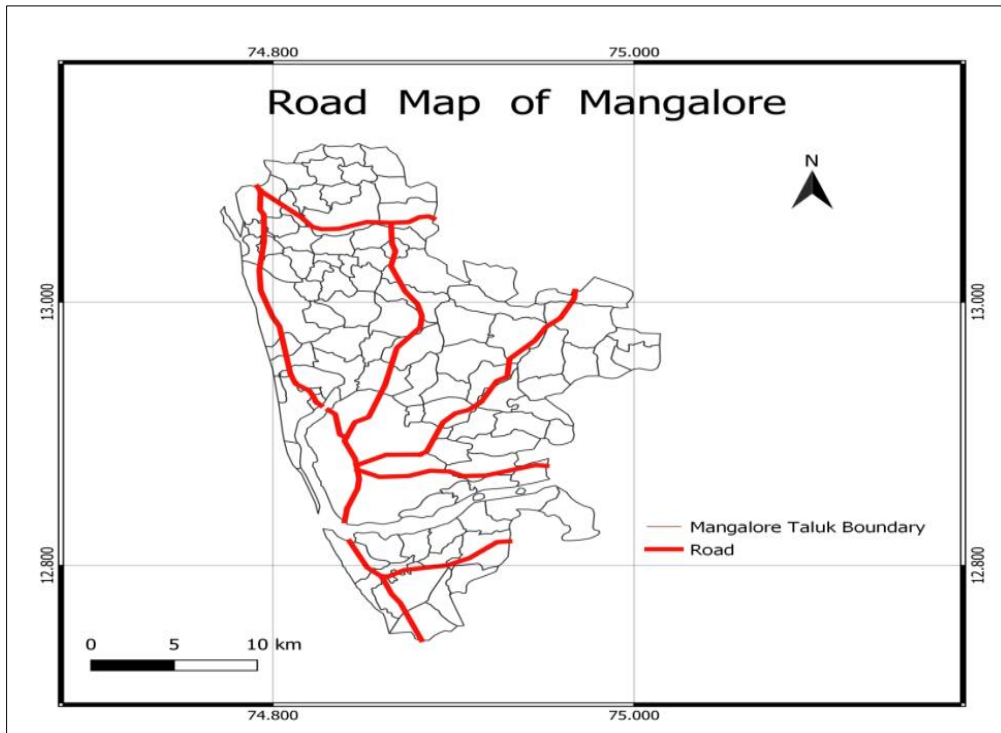 74.800 75.000
Road Map of Mangalore
N
13.000 13.000
Mangalore Taluk Boundary
Road
12.800 12.800
0 5 10 km
74.800 75.000